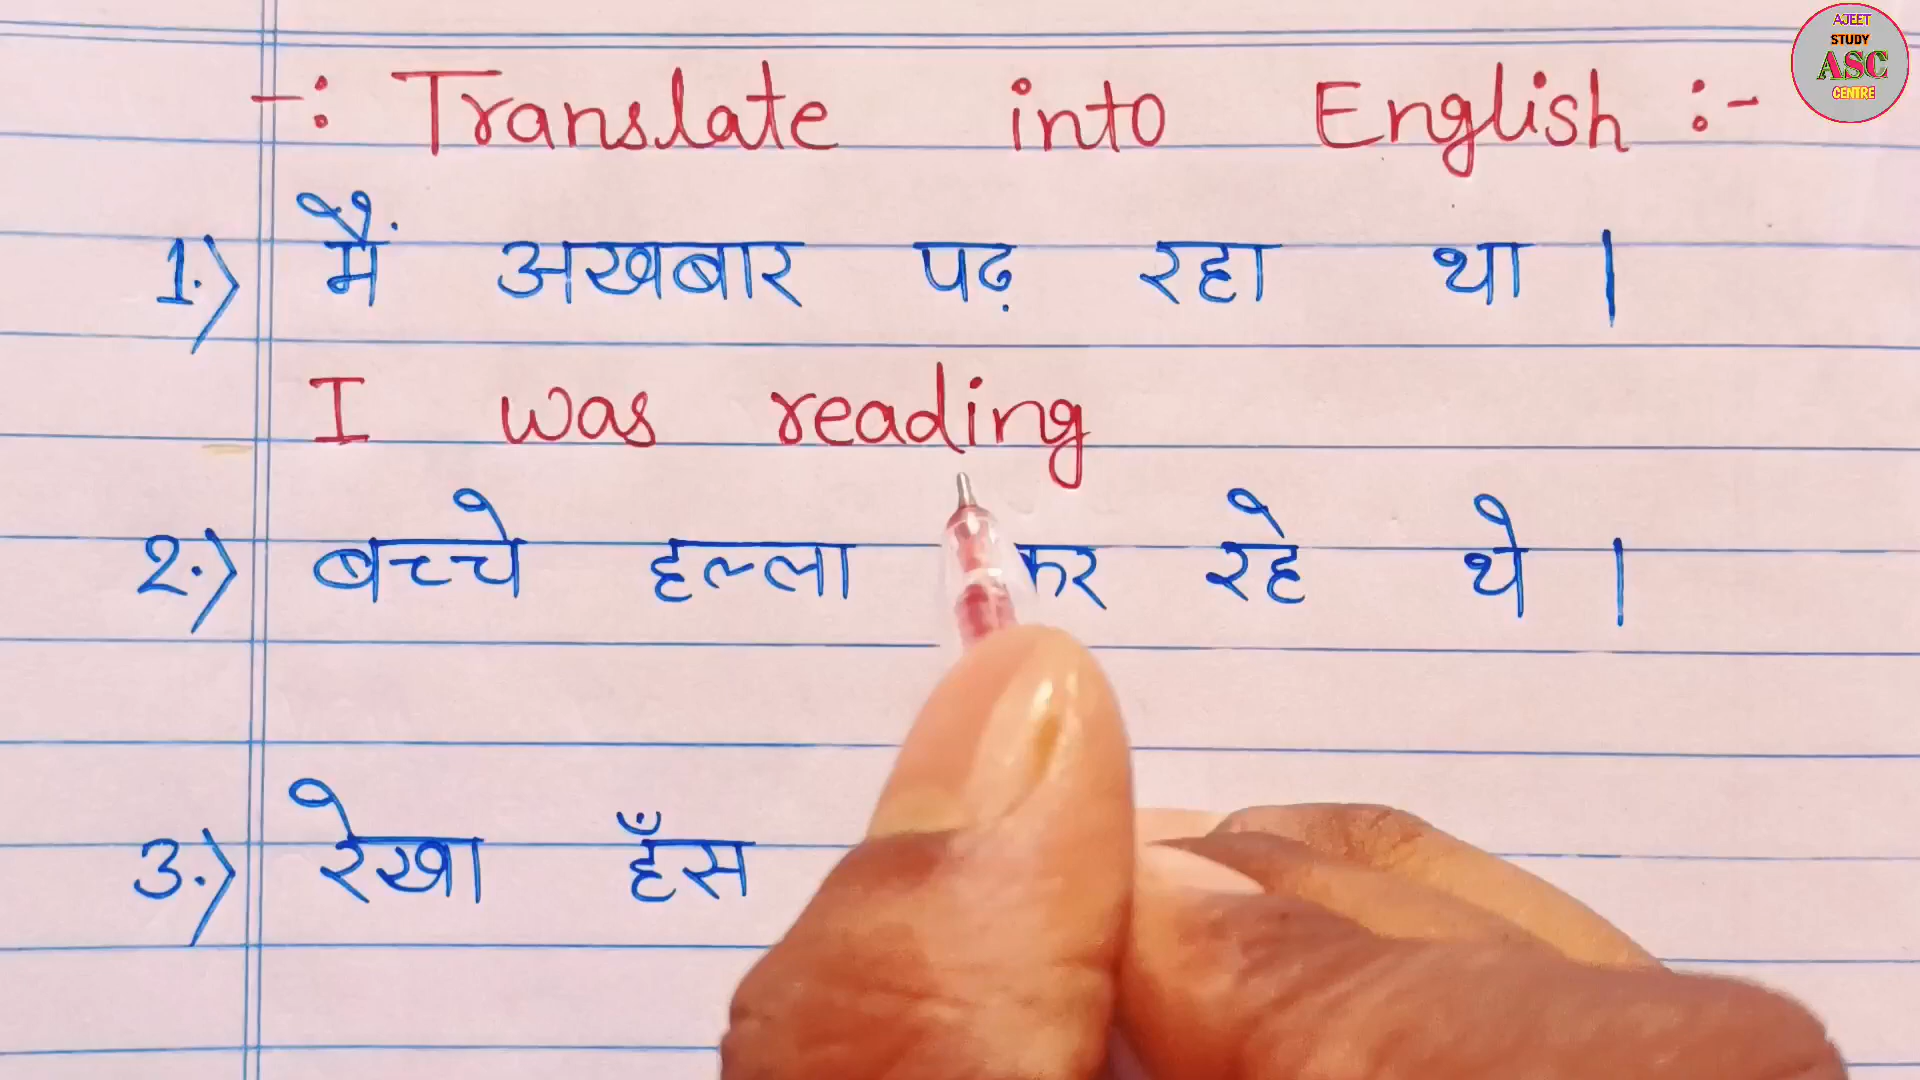 AJEET
STUDY
ASC
CENTRE
-: Translate into English :-
1.) मैं अखबार पढ़ रहा था |
I was reading
2.) बच्चे हल्ला कर रहे थे |
3.) रेखा हँस